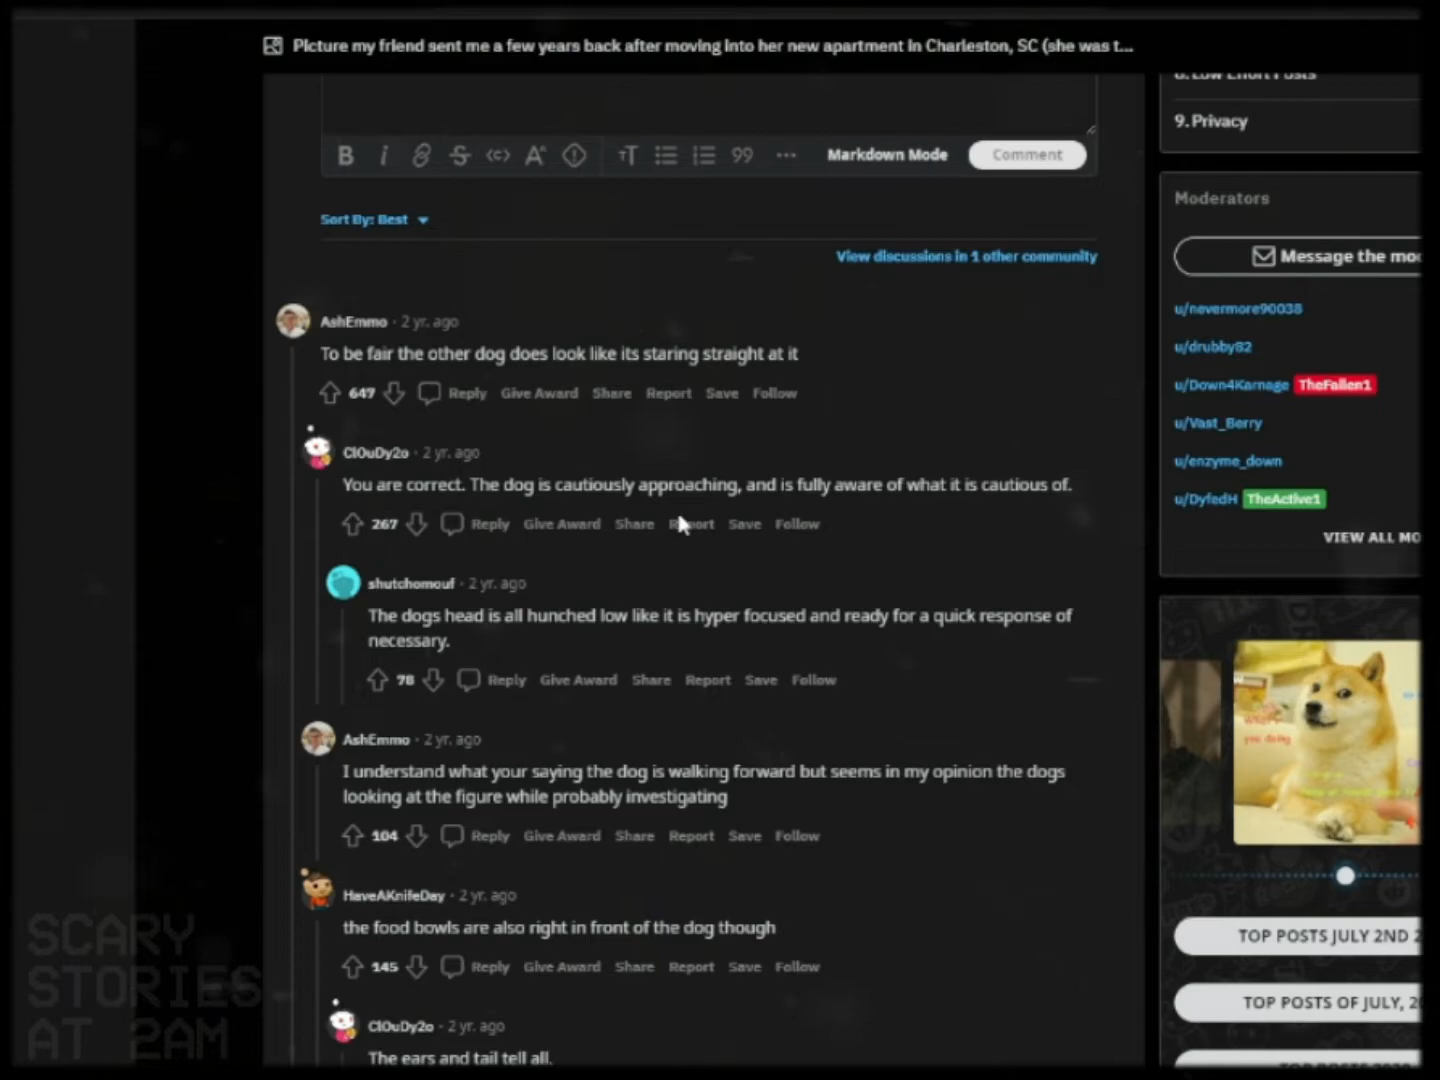 Picture my friend sent me a few years back after moving into her new apartment in Charleston, SC (she was t...
9. Privacy
Markdown Mode
Comment
Sort By: Best
View discussions in 1 other community
Moderators
Message the mo
u/nevermore90038
u/drubby82
u/Down4Karnage TheFallen1
u/Vast_Berry
u/enzyme_down
u/DyfedH TheActive1
VIEW ALL MO
AshEmmo · 2 yr. ago
To be fair the other dog does look like its staring straight at it
647 Reply Give Award Share Report Save Follow
ClOuDy2o · 2 yr. ago
You are correct. The dog is cautiously approaching, and is fully aware of what it is cautious of.
267 Reply Give Award Share Report Save Follow
shutchomouf · 2 yr. ago
The dogs head is all hunched low like it is hyper focused and ready for a quick response of
necessary.
78 Reply Give Award Share Report Save Follow
AshEmmo · 2 yr. ago
I understand what your saying the dog is walking forward but seems in my opinion the dogs
looking at the figure while probably investigating
104 Reply Give Award Share Report Save Follow
HaveAKnifeDay · 2 yr. ago
the food bowls are also right in front of the dog though
145 Reply Give Award Share Report Save Follow
ClOuDy2o · 2 yr. ago
The ears and tail tell all.
you doing
TOP POSTS JULY 2ND 2
TOP POSTS OF JULY, 2
SCARY
STORIES
AT 2AM